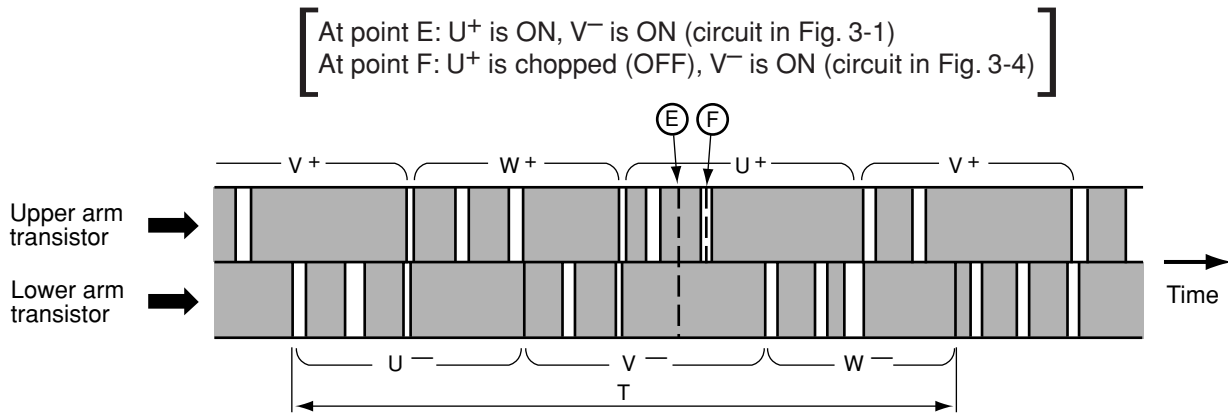 At point E: U+ is ON, V— is ON (circuit in Fig. 3-1)
At point F: U+ is chopped (OFF), V— is ON (circuit in Fig. 3-4)
E F
V + W + U + V +
Upper arm
transistor
Lower arm
transistor
Time
U — V — W —
T